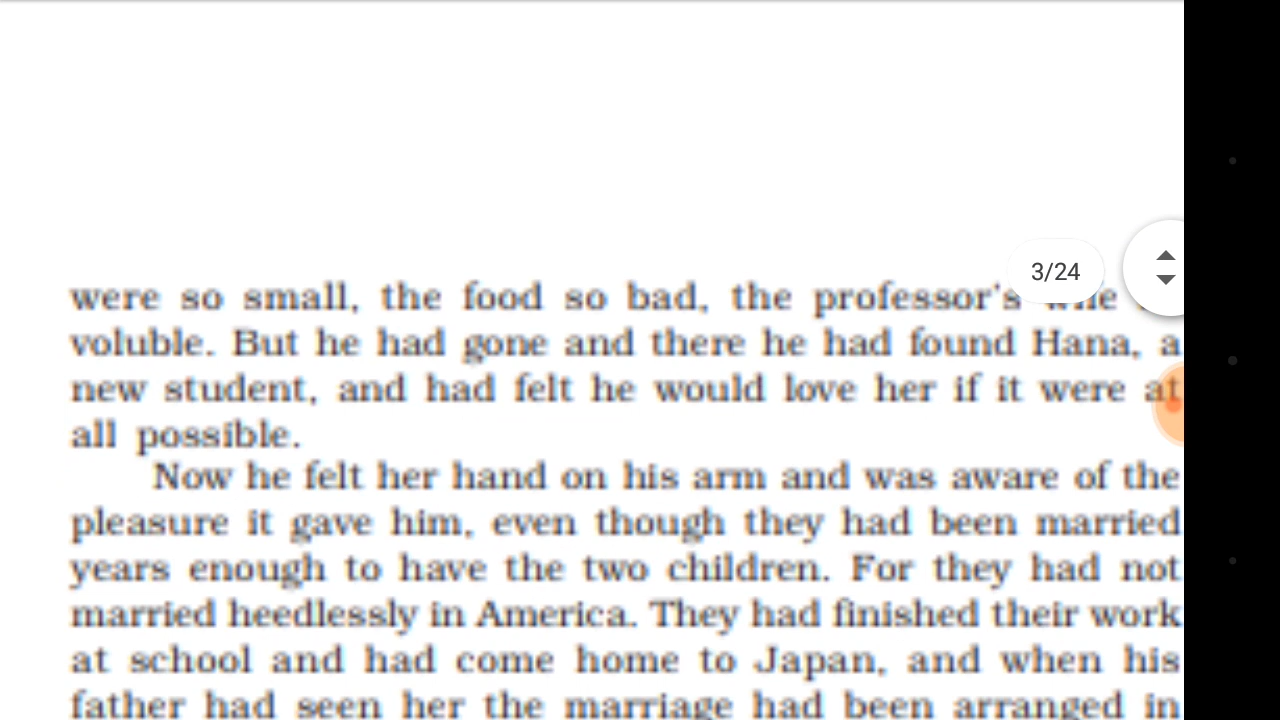 3/24
were so small, the food so bad, the professor's
voluble. But he had gone and there he had found Hana, a
new student, and had felt he would love her if it were at
all possible.
Now he felt her hand on his arm and was aware of the
pleasure it gave him, even though they had been married
years enough to have the two children. For they had not
married heedlessly in America. They had finished their work
at school and had come home to Japan, and when his
father had seen her the marriage had been arranged in